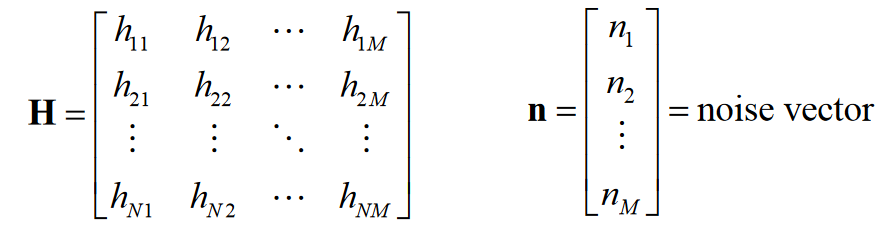 h₁₁ h₁₂ ⋯ h₁M n₁
h₂₁ h₂₂ ⋯ h₂M n₂
H = n = = noise vector
⋮ ⋮ ⋱ ⋮ ⋮
hN1 hN2 ⋯ hNM nM